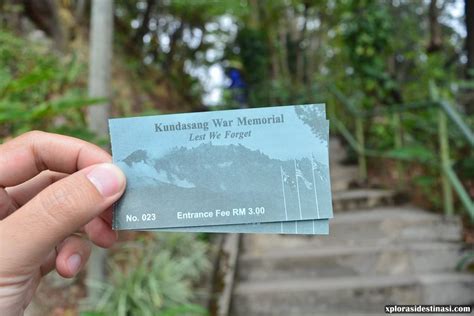 Kundasang War Memorial
Lest We Forget
No. 023 Entrance Fee RM 3.00
xplorasidestinasi.com